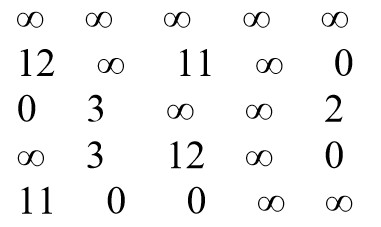 ∞ ∞ ∞ ∞ ∞
12 ∞ 11 ∞ 0
0 3 ∞ ∞ 2
∞ 3 12 ∞ 0
11 0 0 ∞ ∞